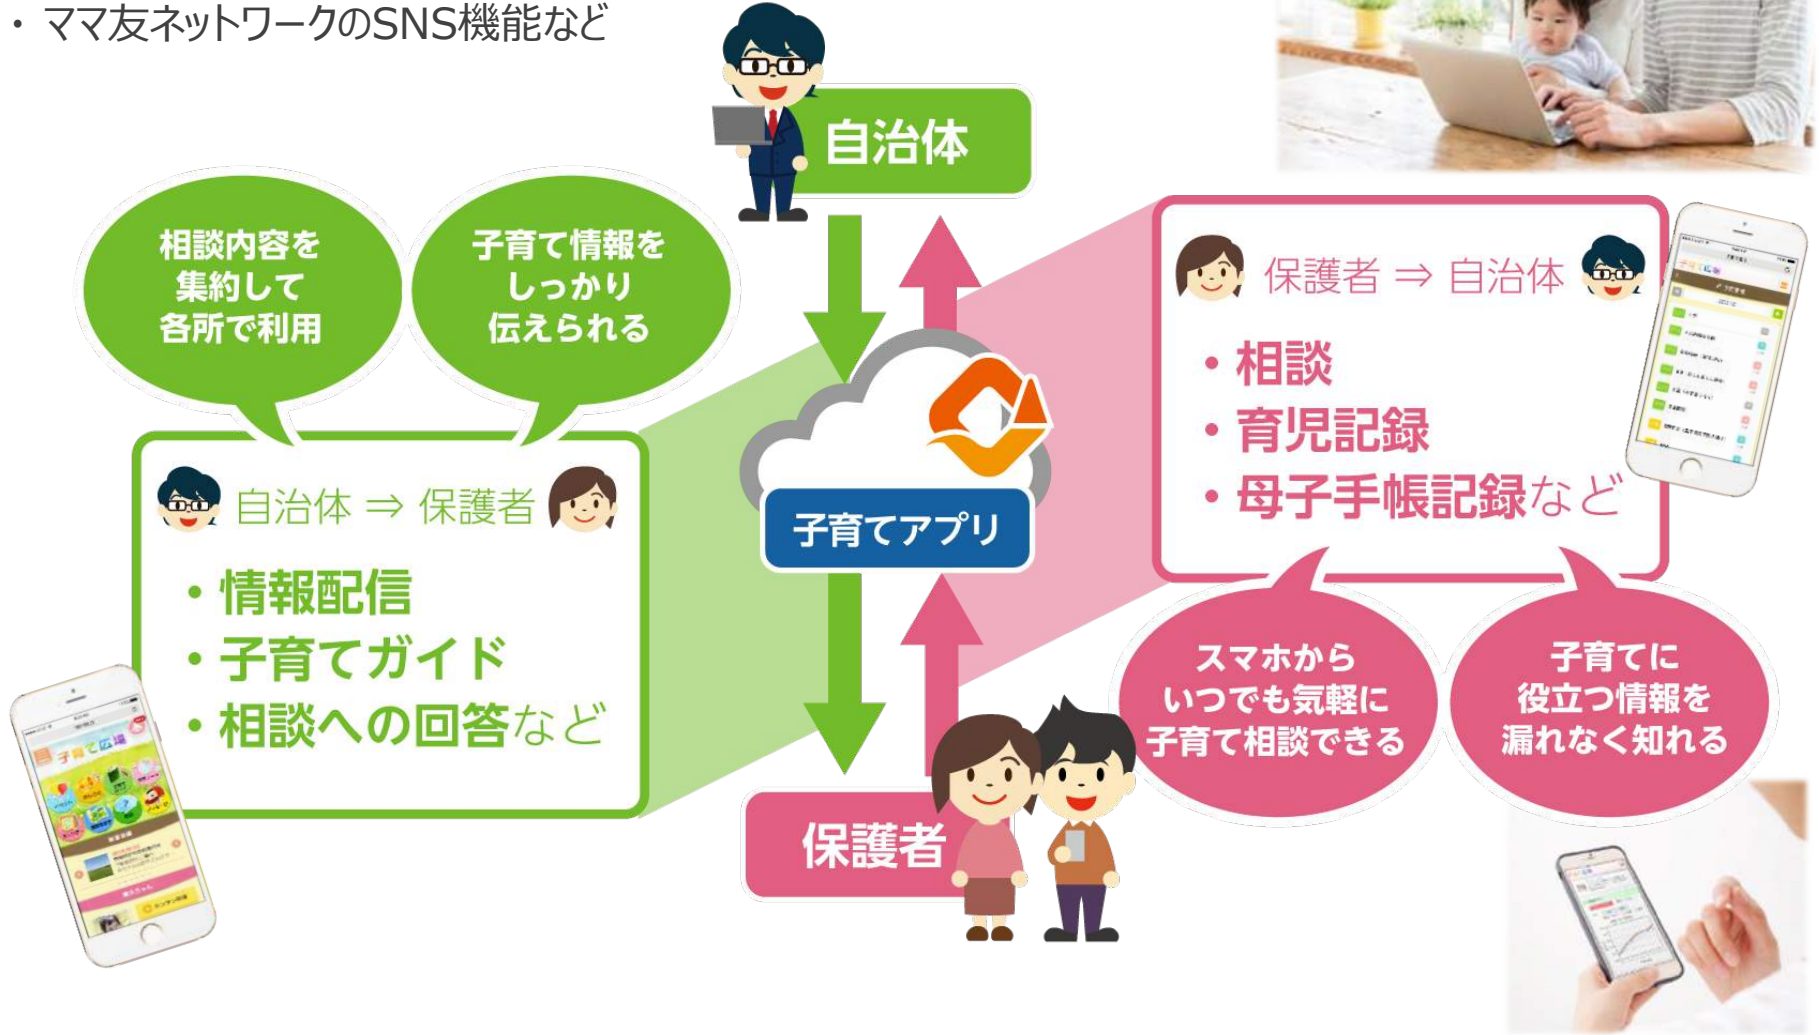 ・ママ友ネットワークのSNS機能など
自治体
相談内容を
集約して
各所で利用
子育て情報を
しっかり
伝えられる
自治体 ⇒ 保護者
・情報配信
・子育てガイド
・相談への回答など
子育てアプリ
保護者 ⇒ 自治体
・相談
・育児記録
・母子手帳記録など
スマホから
いつでも気軽に
子育て相談できる
子育てに
役立つ情報を
漏れなく知れる
保護者
子育て広場